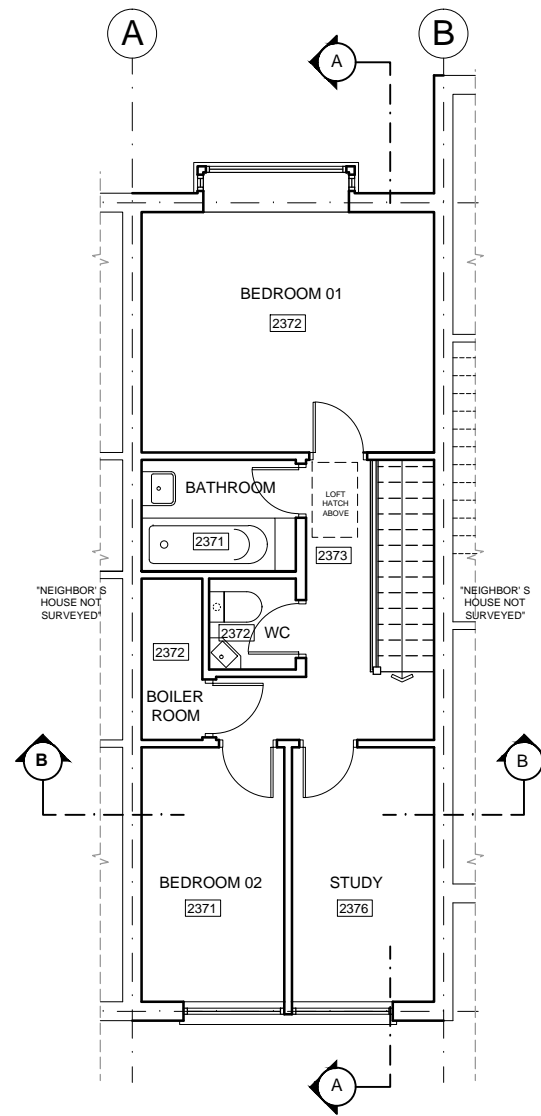 A
B
A
BEDROOM 01
2372
BATHROOM
LOFT
HATCH
ABOVE
2371
2373
"NEIGHBOR' S
HOUSE NOT
SURVEYED"
"NEIGHBOR' S
HOUSE NOT
SURVEYED"
2372
WC
2372
BOILER
ROOM
B
B
BEDROOM 02
2371
STUDY
2376
A